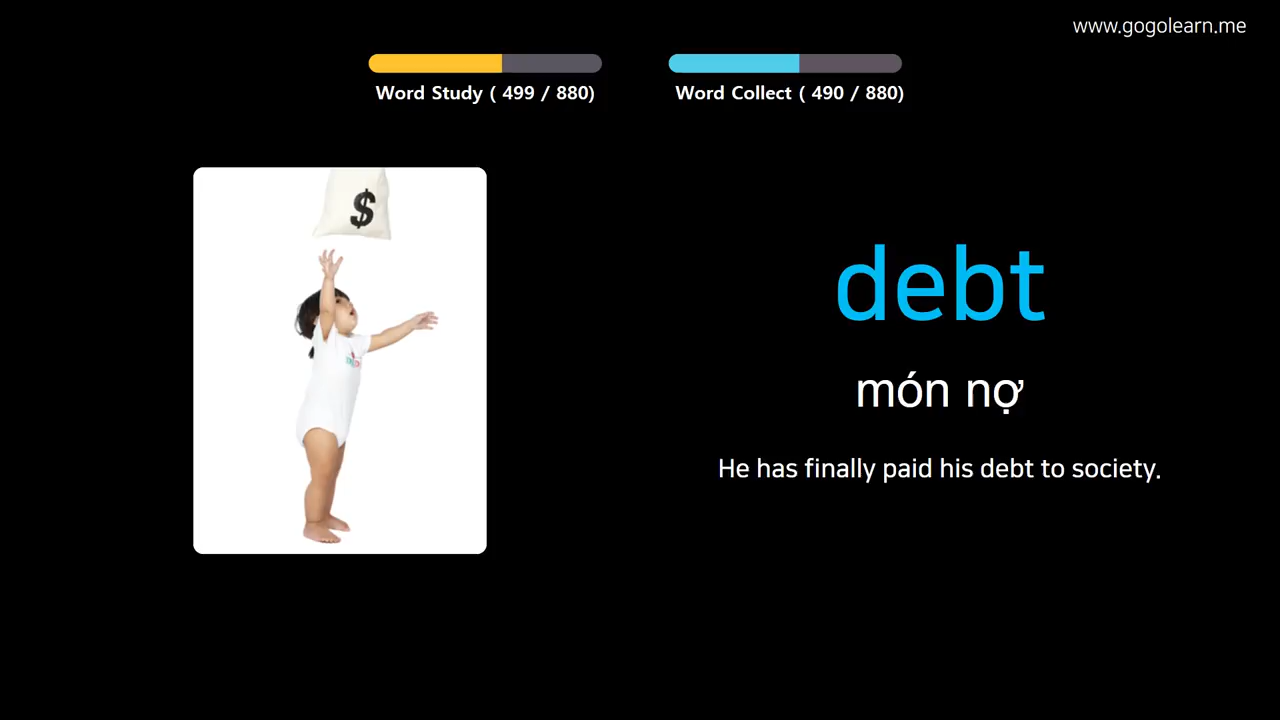 www.gogolearn.me
Word Study ( 499 / 880)
Word Collect ( 490 / 880)
$
debt
món nợ
He has finally paid his debt to society.